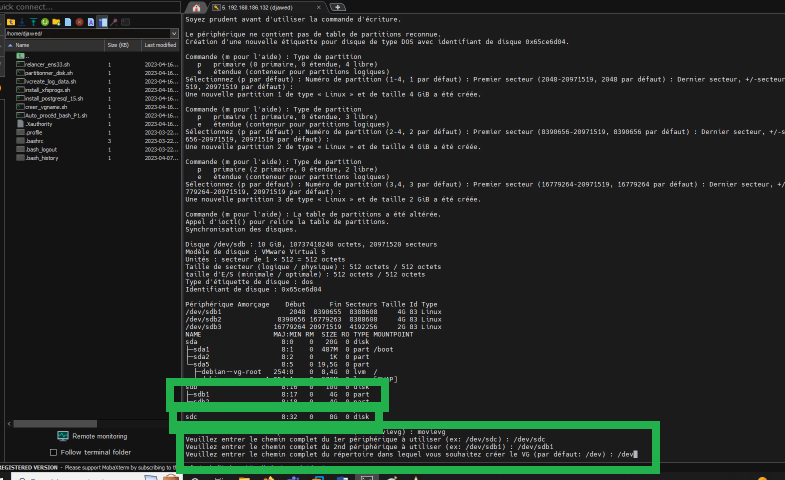 uick connect...
5. 192.168.186.132 (djawed)
/home/djawed/
Name Size (KB) Last modified
..
relancer_ens33.sh 1 2023-04-16...
partitionner_disk.sh 1 2023-04-16...
vcreate_log_data.sh 1 2023-04-16...
install_xfsprogs.sh 1 2023-04-16...
install_postgresql_15.sh 1 2023-04-16...
creer_vgname.sh 1 2023-04-16...
Auto_procEd_bash_P1.sh 1 2023-04-16...
.Xauthority 1 2023-04-16...
.profile 1 2023-03-22...
.bashrc 3 2023-03-22...
.bash_logout 1 2023-03-22...
.bash_history 1 2023-04-07...
Remote monitoring
Follow terminal folder
REGISTERED VERSION - Please support MobaXterm by subscribing to th
Soyez prudent avant d'utiliser la commande d'écriture.
Le périphérique ne contient pas de table de partitions reconnue.
Création d'une nouvelle étiquette pour disque de type DOS avec identifiant de disque 0x65ce6d04.
Commande (m pour l'aide) : Type de partition
p primaire (0 primaire, 0 étendue, 4 libre)
e étendue (conteneur pour partitions logiques)
Sélectionnez (p par défaut) : Numéro de partition (1-4, 1 par défaut) : Premier secteur (2048-20971519, 2048 par défaut) : Dernier secteur, +/-secteur
519, 20971519 par défaut) :
Une nouvelle partition 1 de type « Linux » et de taille 4 GiB a été créée.
Commande (m pour l'aide) : Type de partition
p primaire (1 primaire, 0 étendue, 3 libre)
e étendue (conteneur pour partitions logiques)
Sélectionnez (p par défaut) : Numéro de partition (2-4, 2 par défaut) : Premier secteur (8390656-20971519, 8390656 par défaut) : Dernier secteur, +/-s
656-20971519, 20971519 par défaut) :
Une nouvelle partition 2 de type « Linux » et de taille 4 GiB a été créée.
Commande (m pour l'aide) : Type de partition
p primaire (2 primaire, 0 étendue, 2 libre)
e étendue (conteneur pour partitions logiques)
Sélectionnez (p par défaut) : Numéro de partition (3,4, 3 par défaut) : Premier secteur (16779264-20971519, 16779264 par défaut) : Dernier secteur, +/
779264-20971519, 20971519 par défaut) :
Une nouvelle partition 3 de type « Linux » et de taille 2 GiB a été créée.
Commande (m pour l'aide) : La table de partitions a été altérée.
Appel d'ioctl() pour relire la table de partitions.
Synchronisation des disques.
Disque /dev/sdb : 10 GiB, 10737418240 octets, 20971520 secteurs
Modèle de disque : VMware Virtual S
Unités : secteur de 1 × 512 = 512 octets
Taille de secteur (logique / physique) : 512 octets / 512 octets
taille d'E/S (minimale / optimale) : 512 octets / 512 octets
Type d'étiquette de disque : dos
Identifiant de disque : 0x65ce6d04
Périphérique Amorçage Début Fin Secteurs Taille Id Type
/dev/sdb1 2048 8390655 8388608 4G 83 Linux
/dev/sdb2 8390656 16779263 8388608 4G 83 Linux
/dev/sdb3 16779264 20971519 4192256 2G 83 Linux
NAME MAJ:MIN RM SIZE RO TYPE MOUNTPOINT
sda 8:0 0 20G 0 disk
├─sda1 8:1 0 487M 0 part /boot
├─sda2 8:2 0 1K 0 part
└─sda5 8:5 0 19,5G 0 part
├─debian--vg-root 254:0 0 8,4G 0 lvm /
sdb 8:16 0 10G 0 disk
├─sdb1 8:17 0 4G 0 part
├─sdb2 8:18 0 4G 0 part
sdc 8:32 0 8G 0 disk
vievg) : movievg
Veuillez entrer le chemin complet du 1er périphérique à utiliser (ex: /dev/sdc) : /dev/sdc
Veuillez entrer le chemin complet du 2nd périphérique à utiliser (ex: /dev/sdb1) : /dev/sdb1
Veuillez entrer le chemin complet du répertoire dans lequel vous souhaitez créer le VG (par défaut: /dev) : /dev